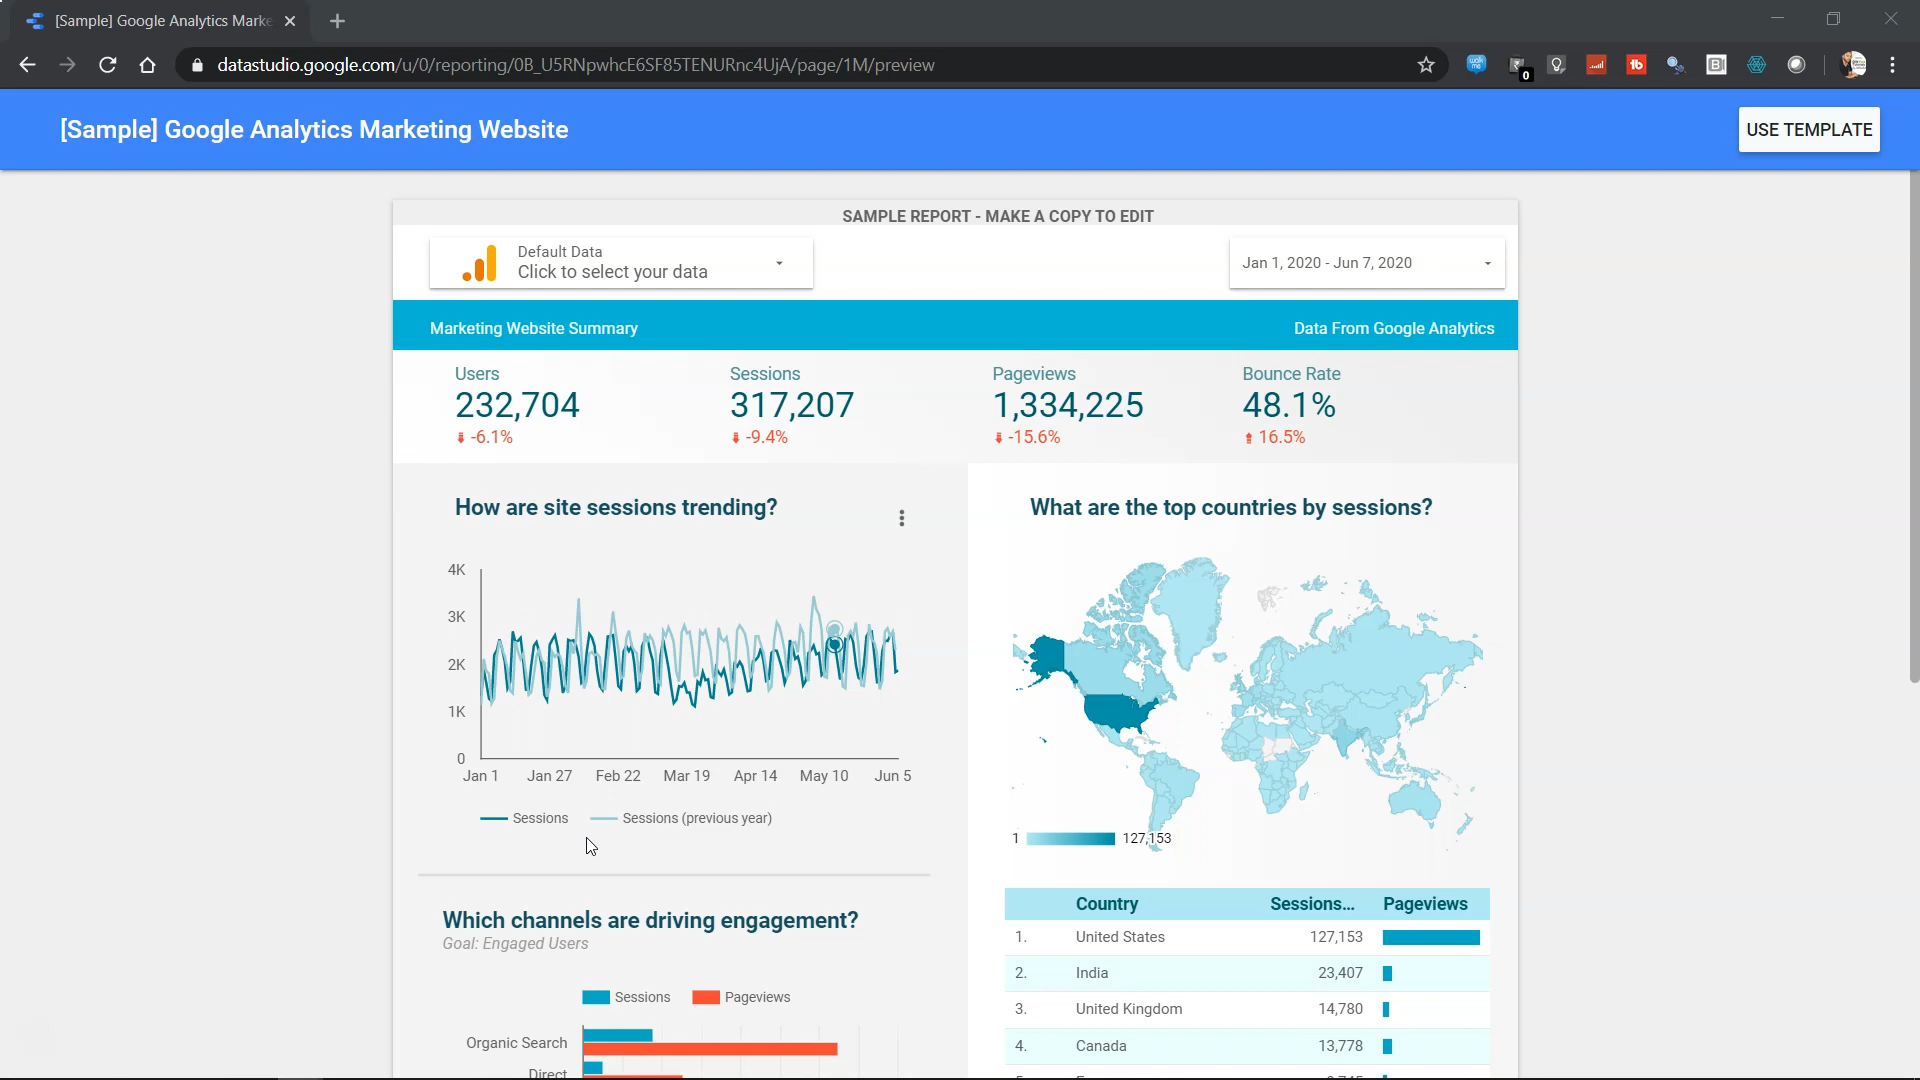 [Sample] Google Analytics Marke
datastudio.google.com/u/0/reporting/0B_U5RNpwhcE6SF85TENURnc4UjA/page/1M/preview
walk me
0
1b
B
[Sample] Google Analytics Marketing Website
USE TEMPLATE
SAMPLE REPORT - MAKE A COPY TO EDIT
Default Data
Click to select your data
Jan 1, 2020 - Jun 7, 2020
Marketing Website Summary
Data From Google Analytics
Users
232,704
-6.1%
Sessions
317,207
-9.4%
Pageviews
1,334,225
-15.6%
Bounce Rate
48.1%
16.5%
How are site sessions trending?
4K
3K
2K
1K
0
Jan 1 Jan 27 Feb 22 Mar 19 Apr 14 May 10 Jun 5
Sessions Sessions (previous year)
What are the top countries by sessions?
1 127,153
Which channels are driving engagement?
Goal: Engaged Users
Sessions Pageviews
Organic Search
Direct
Country Sessions... Pageviews
1. United States 127,153
2. India 23,407
3. United Kingdom 14,780
4. Canada 13,778